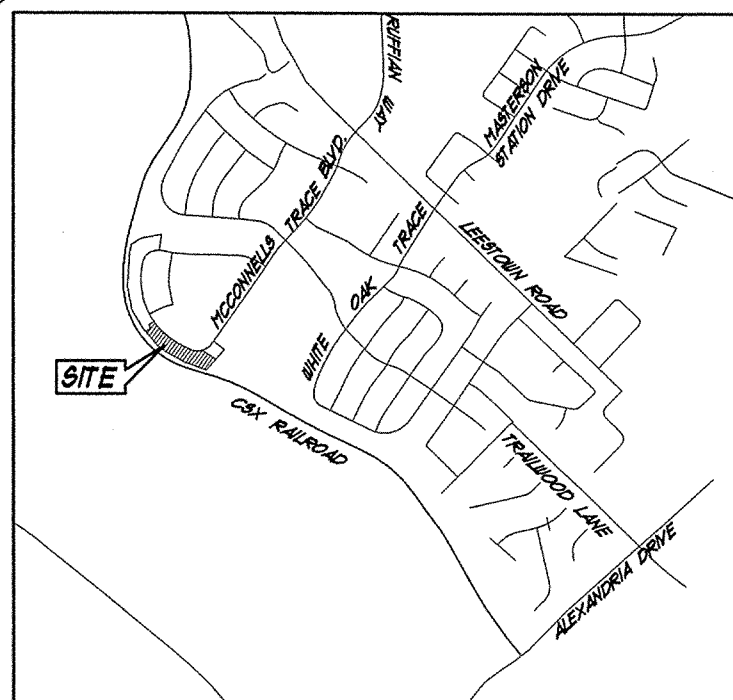 RUFFIAN WAY
MASTERSON
STATION DRIVE
MCCONNELLS TRACE BLVD.
WHITE OAK TRACE
LEESTOWN ROAD
SITE
CSX RAILROAD
TRAILWOOD LANE
ALEXANDRIA DRIVE